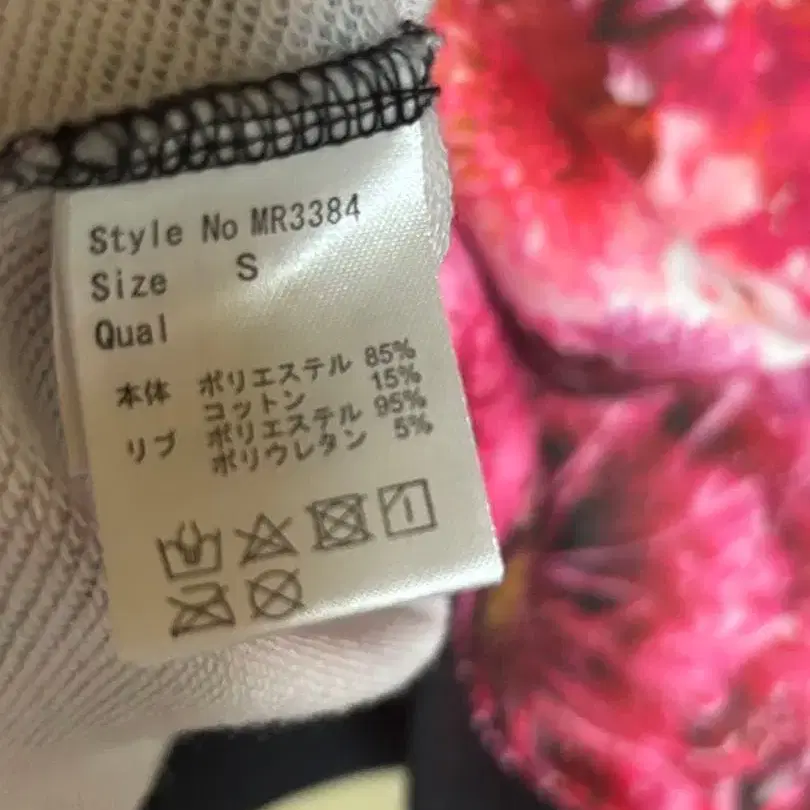 Style No MR3384
Size S
Qual
本体 ポリエステル 85%
コットン 15%
リブ ポリエステル 95%
ポリウレタン 5%